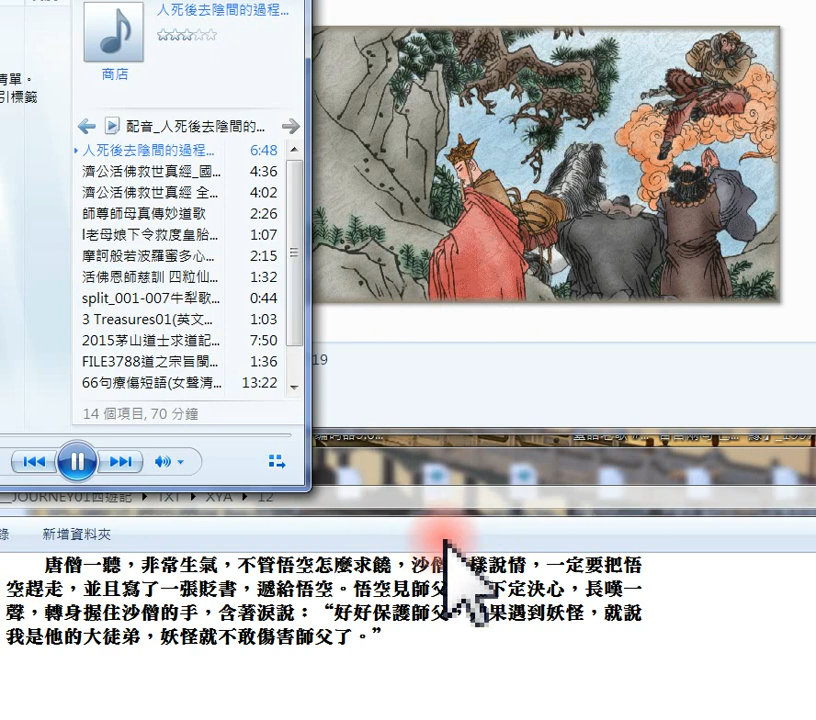 人死後去陰間的過程...
商店
清單。
引標籤
配音_人死後去陰間的...
人死後去陰間的過程... 6:48
濟公活佛救世真經_國... 4:36
濟公活佛救世真經 全... 4:02
師尊師母真傳妙道歌 2:26
l老母娘下令救度皇胎... 1:07
摩訶般若波羅蜜多心... 2:15
活佛恩師慈訓 四粒仙... 1:32
split_001-007牛犁歌... 0:44
3 Treasures01(英文... 1:03
2015茅山道士求道記... 7:50
FILE3788道之宗旨闡... 1:36
66句療傷短語(女聲清... 13:22
14 個項目, 70 分鐘
19
_JOURNEY01西遊記 TXT XYA 12
錄 新增資料夾
唐僧一聽，非常生氣，不管悟空怎麼求饒，沙僧 樣說情，一定要把悟
空趕走，並且寫了一張貶書，遞給悟空。悟空見師父 下定決心，長嘆一
聲，轉身握住沙僧的手，含著淚說：“好好保護師父 果遇到妖怪，就說
我是他的大徒弟，妖怪就不敢傷害師父了。”